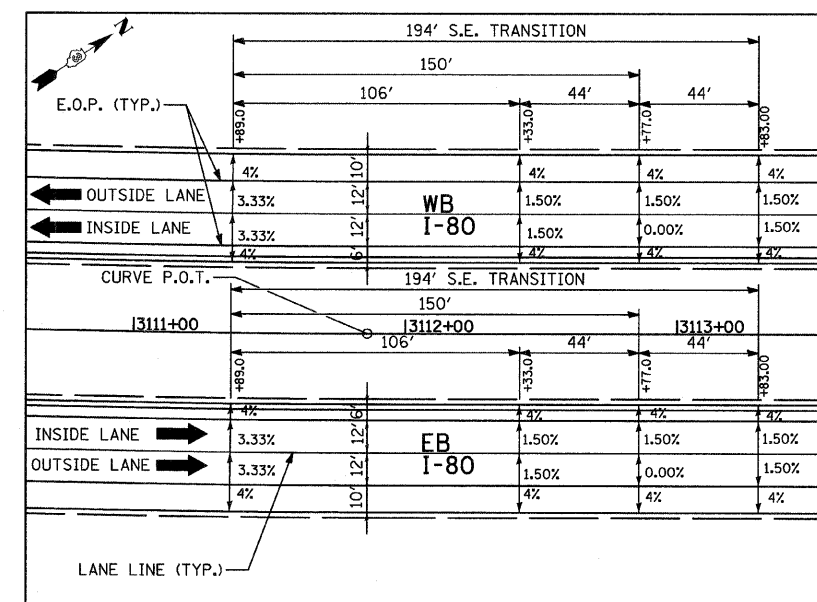 N
194' S.E. TRANSITION
150'
106' 44' 44'
E.O.P. (TYP.)
+89.0 +33.0 +77.0 +83.00
4% 10' 4% 4% 4%
OUTSIDE LANE 3.33% 12' WB 1.50% 1.50% 1.50%
INSIDE LANE 3.33% 12' I-80 1.50% 0.00% 1.50%
4% 6' 4% 4% 4%
CURVE P.O.T.
194' S.E. TRANSITION
150'
13111+00 13112+00 13113+00
106' 44' 44'
+89.0 +33.0 +77.0 +83.00
4% 6' 4% 4% 4%
INSIDE LANE 3.33% 12' EB 1.50% 1.50% 1.50%
OUTSIDE LANE 3.33% 12' I-80 1.50% 0.00% 1.50%
4% 10' 4% 4% 4%
LANE LINE (TYP.)